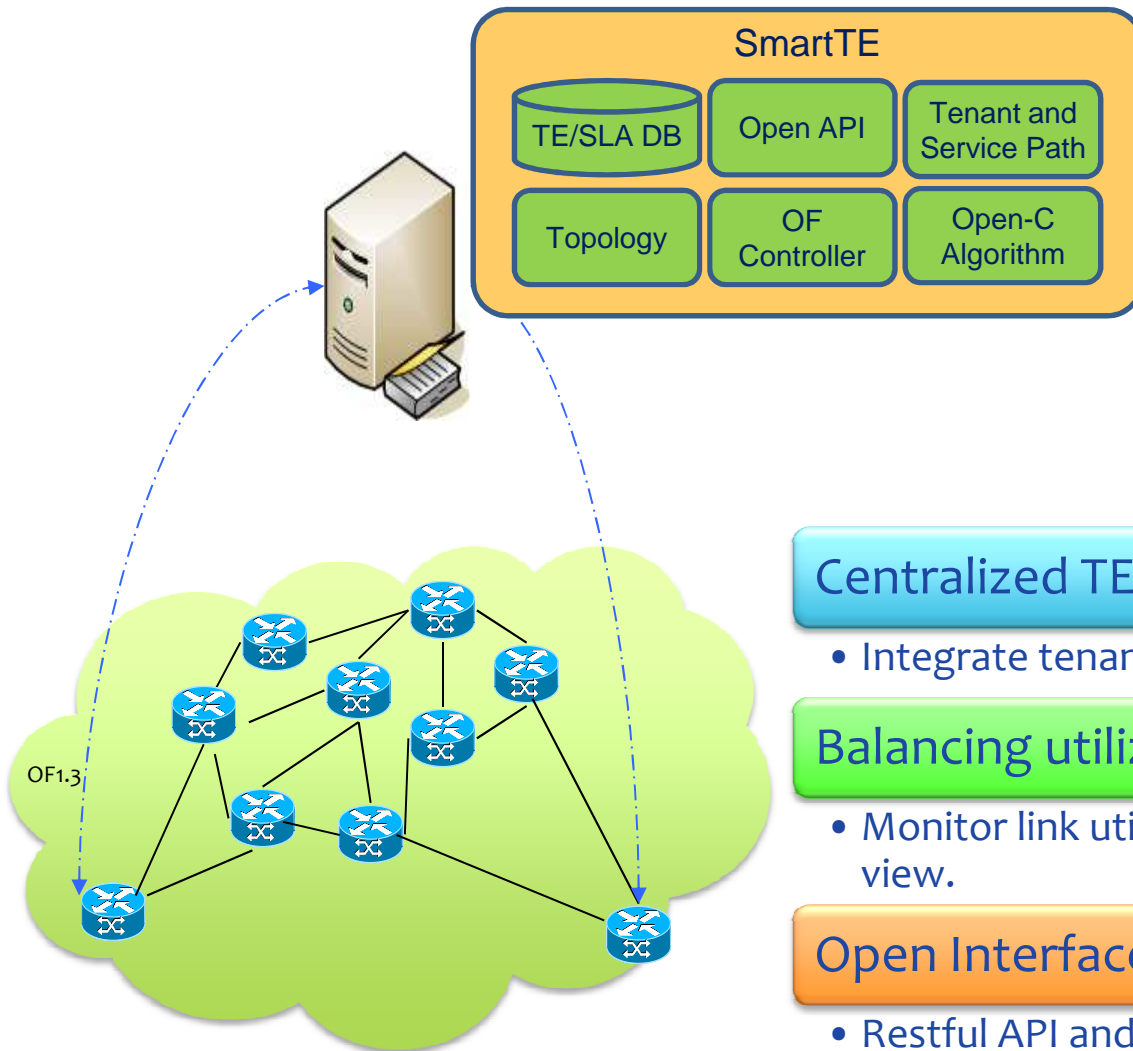 SmartTE
TE/SLA DB
Open API
Tenant and
Service Path
Topology
OF
Controller
Open-C
Algorithm
OF1.3
Centralized TE
• Integrate tenan
Balancing utiliz
• Monitor link uti
view.
Open Interface
• Restful API and